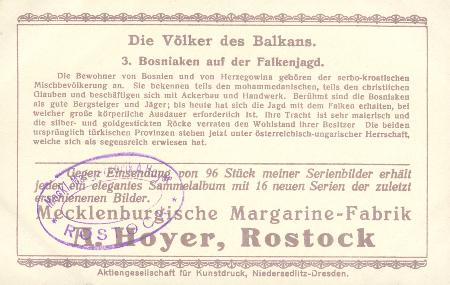 Die Völker des Balkans.
3. Bosniaken auf der Falkenjagd.
Die Bewohner von Bosnien und von Herzegowina gehören der serbo-kroatischen
Mischbevölkerung an. Sie bekennen teils den mohammedanischen, teils den christlichen
Glauben und beschäftigen sich mit Ackerbau und Handwerk. Berühmt sind die Bosniaken
als gute Bergsteiger und Jäger; bis heute hat sich die Jagd mit dem Falken erhalten, bei
welcher große körperliche Ausdauer erforderlich ist. Ihre Tracht ist sehr malerisch und
die silber- und goldgestickten Röcke verraten den Wohlstand ihrer Besitzer Die beiden
ursprünglich türkischen Provinzen stehen jetzt unter österreichisch-ungarischer Herrschaft,
welche sich als segensreich erwiesen hat.
Gegen Einsendung von 96 Stück meiner Serienbilder erhält
jeder ein elegantes Sammelalbum mit 16 neuen Serien der zuletzt
erschienenen Bilder.
Mecklenburgische Margarine-Fabrik
A. Hoyer, Rostock
ROSTOCK
Aktiengesellschaft für Kunstdruck, Niedersedlitz-Dresden.